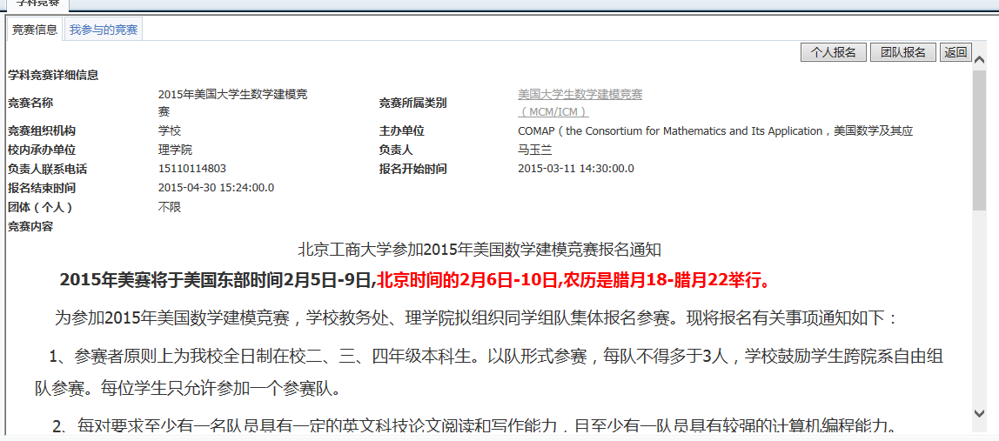 学科竞赛
竞赛信息 我参与的竞赛
个人报名 团队报名 返回
学科竞赛详细信息
竞赛名称 2015年美国大学生数学建模竞赛 竞赛所属类别 美国大学生数学建模竞赛（MCM/ICM）
竞赛组织机构 学校 主办单位 COMAP（the Consortium for Mathematics and Its Application，美国数学及其应
校内承办单位 理学院 负责人 马玉兰
负责人联系电话 15110114803 报名开始时间 2015-03-11 14:30:00.0
报名结束时间 2015-04-30 15:24:00.0
团体（个人） 不限
竞赛内容
北京工商大学参加2015年美国数学建模竞赛报名通知
2015年美赛将于美国东部时间2月5日-9日,北京时间的2月6日-10日,农历是腊月18-腊月22举行。
为参加2015年美国数学建模竞赛，学校教务处、理学院拟组织同学组队集体报名参赛。现将报名有关事项通知如下：
1、参赛者原则上为我校全日制在校二、三、四年级本科生。以队形式参赛，每队不得多于3人，学校鼓励学生跨院系自由组
队参赛。每位学生只允许参加一个参赛队。
2、每对要求至少有一名队员具有一定的英文科技论文阅读和写作能力，且至少有一队员具有较强的计算机编程能力。